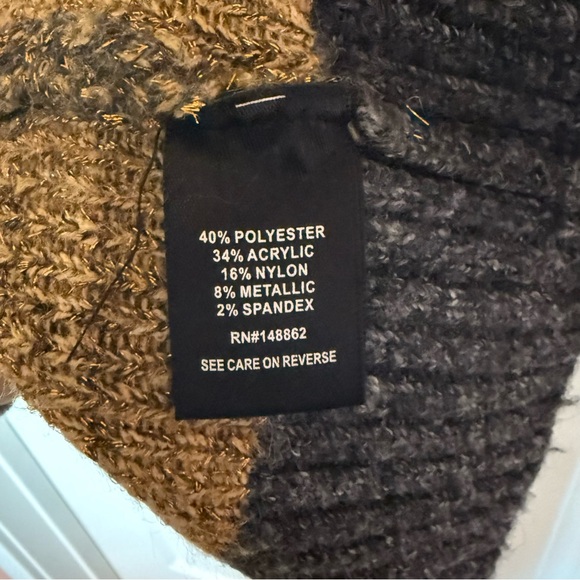 40% POLYESTER
34% ACRYLIC
16% NYLON
8% METALLIC
2% SPANDEX
RN#148862
SEE CARE ON REVERSE